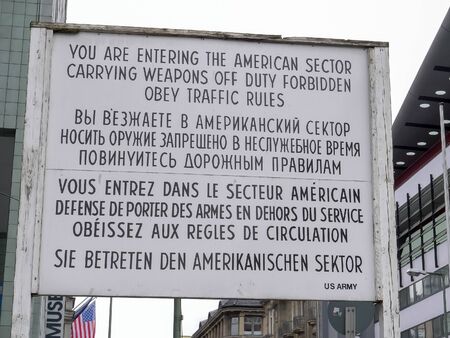 YOU ARE ENTERING THE AMERICAN SECTOR
CARRYING WEAPONS OFF DUTY FORBIDDEN
OBEY TRAFFIC RULES
ВЫ ВЪЕЗЖАЕТЕ В АМЕРИКАНСКИЙ СЕКТОР
НОСИТЬ ОРУЖИЕ ЗАПРЕЩЕНО В НЕСЛУЖЕБНОЕ ВРЕМЯ
ПОВИНУЙТЕСЬ ДОРОЖНЫМ ПРАВИЛАМ
VOUS ENTREZ DANS LE SECTEUR AMÉRICAIN
DEFENSE DE PORTER DES ARMES EN DEHORS DU SERVICE
OBÉISSEZ AUX REGLES DE CIRCULATION
SIE BETRETEN DEN AMERIKANISCHEN SEKTOR
US ARMY